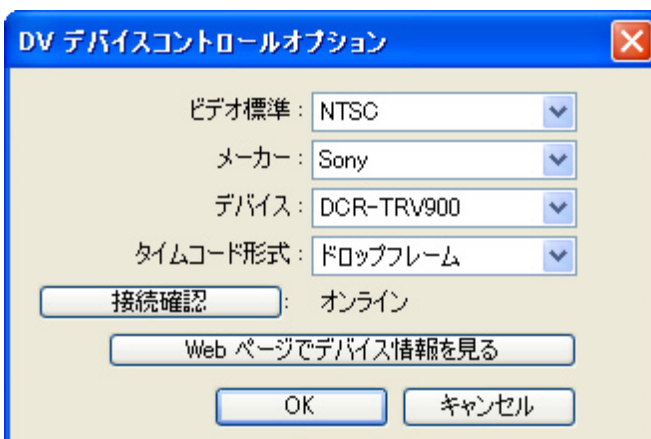 DV デバイスコントロールオプション
ビデオ標準 : NTSC
メーカー : Sony
デバイス : DCR-TRV900
タイムコード形式 : ドロップフレーム
接続確認 : オンライン
Web ページでデバイス情報を見る
OK キャンセル